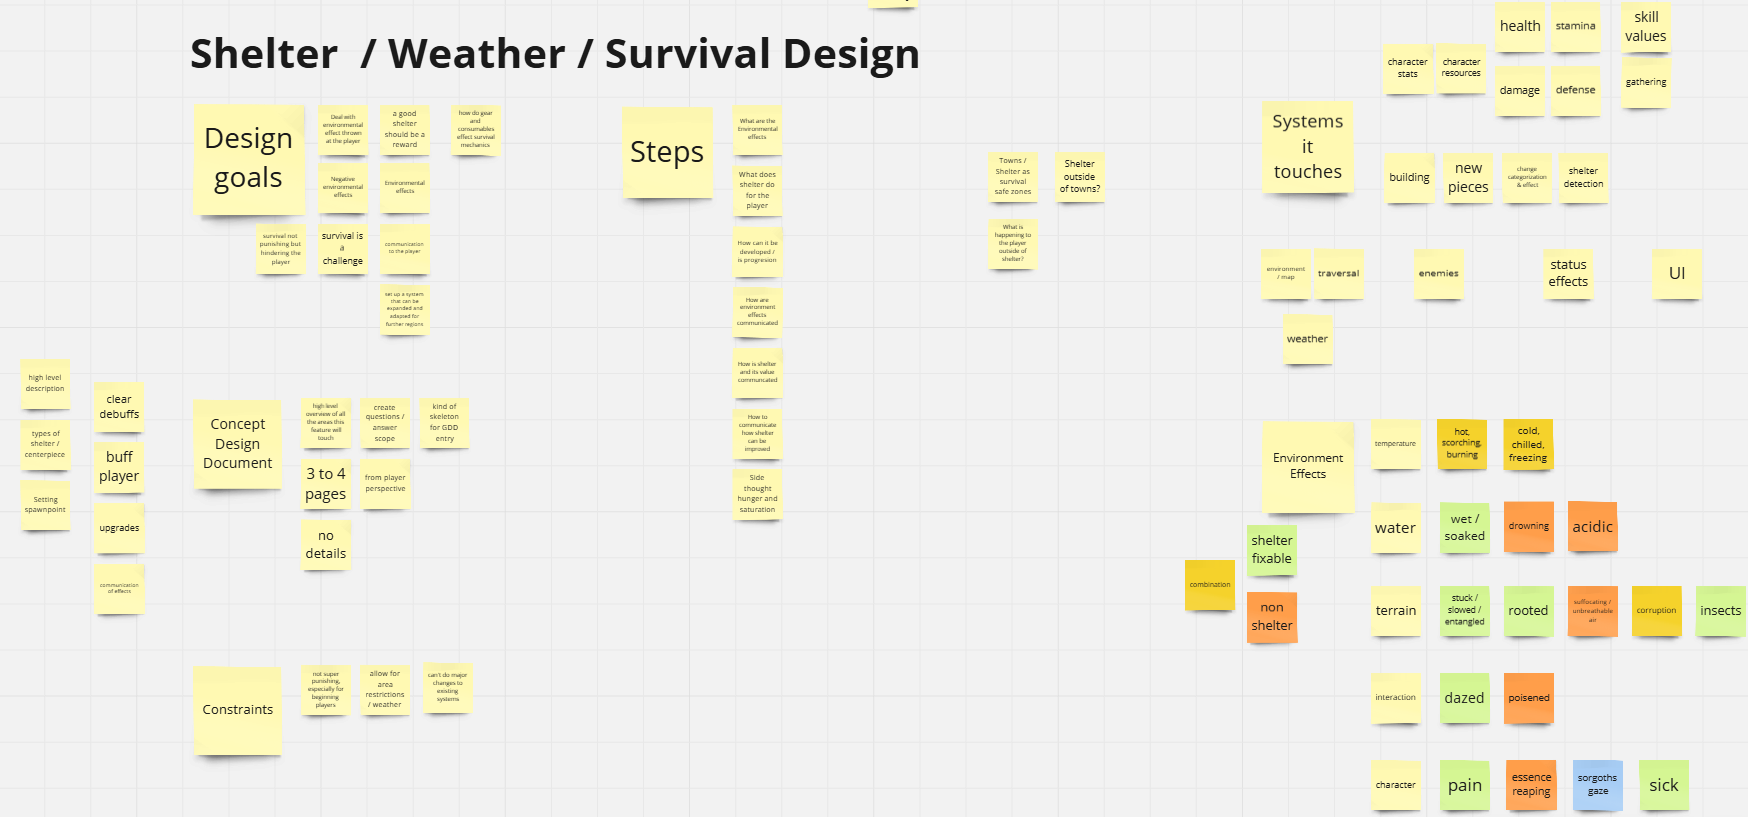 Shelter / Weather / Survival Design
Design
goals
Deal with
environmental
effect thrown
at the player
a good
shelter
should be a
reward
how do gear
and
consumables
effect survival
mechanics
Negative
environmental
effects
Environmental
effects
survival not
punishing but
hindering the
player
survival is
a
challenge
communication
to the player
set up a system
that can be
expanded and
adapted for
further regions
Steps
What are the
Environmental
effects
What does
shelter do
for the
player
How can it be
developed /
is progresion
How are
environment
effects
communicated
How is shelter
and its value
communcated
How to
communicate
how shelter
can be
improved
Side
thought
hunger and
saturation
Towns /
Shelter as
survival
safe zones
Shelter
outside
of towns?
What is
happening to
the player
outside of
shelter?
Systems
it
touches
character
stats
character
resources
health
stamina
skill
values
damage
defense
gathering
building
new
pieces
change
categorization
& effect
shelter
detection
environment
/ map
traversal
enemies
status
effects
UI
weather
high level
description
types of
shelter /
centerpiece
Setting
spawnpoint
clear
debuffs
buff
player
upgrades
communication
of effects
Concept
Design
Document
high level
overview of all
the areas this
feature will
touch
create
questions /
answer
scope
kind of
skeleton
for GDD
entry
3 to 4
pages
from player
perspective
no
details
Constraints
not super
punishing,
especially for
beginning
players
allow for
area
restrictions
/ weather
can't do major
changes to
existing
systems
Environment
Effects
shelter
fixable
combination
non
shelter
temperature
hot,
scorching,
burning
cold,
chilled,
freezing
water
wet /
soaked
drowning
acidic
terrain
stuck /
slowed /
entangled
rooted
suffocating /
unbreathable
air
corruption
insects
interaction
dazed
poisened
character
pain
essence
reaping
sorgoths
gaze
sick